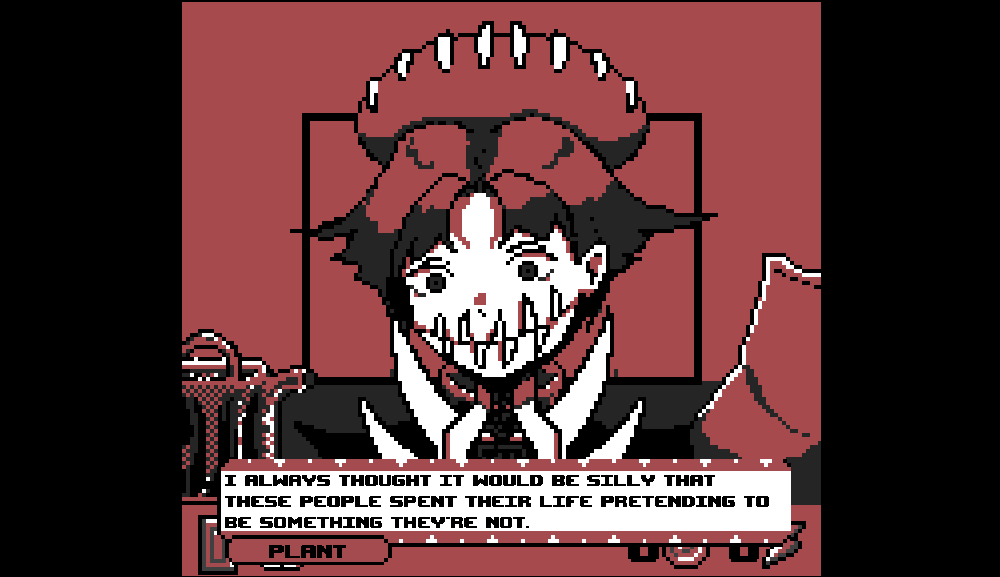 I ALWAYS THOUGHT IT WOULD BE SILLY THAT
THESE PEOPLE SPENT THEIR LIFE PRETENDING TO
BE SOMETHING THEY'RE NOT.
PLANT